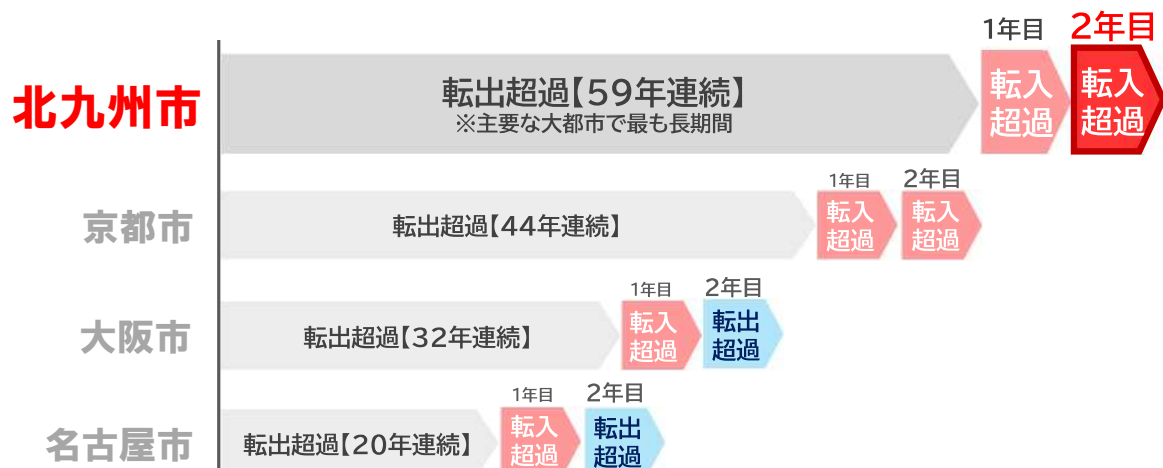 1年目 2年目
北九州市
転出超過【59年連続】
※主要な大都市で最も長期間
転入
超過
転入
超過
1年目 2年目
京都市
転出超過【44年連続】
転入
超過
転入
超過
1年目 2年目
大阪市
転出超過【32年連続】
転入
超過
転出
超過
1年目 2年目
名古屋市
転出超過【20年連続】
転入
超過
転出
超過